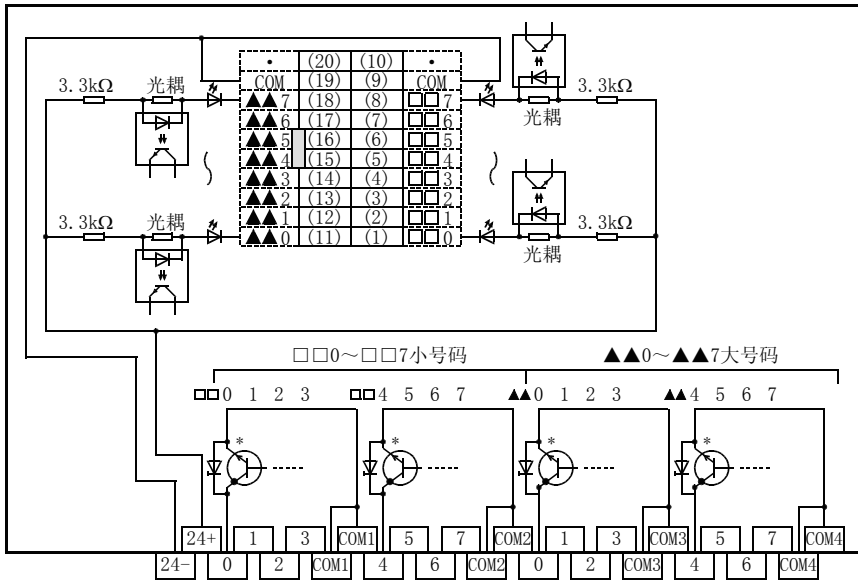 · (20) (10) ·
COM (19) (9) COM
3.3kΩ 光耦 ▲▲7 (18) (8) □□7 光耦 3.3kΩ
▲▲6 (17) (7) □□6
▲▲5 (16) (6) □□5
▲▲4 (15) (5) □□4
▲▲3 (14) (4) □□3
▲▲2 (13) (3) □□2
▲▲1 (12) (2) □□1
3.3kΩ 光耦 ▲▲0 (11) (1) □□0 光耦 3.3kΩ
□□0～□□7小号码 ▲▲0～▲▲7大号码
□□0 1 2 3 □□4 5 6 7 ▲▲0 1 2 3 ▲▲4 5 6 7
* * * *
24+ 1 3 COM1 5 7 COM2 1 3 COM3 5 7 COM4
24- 0 2 COM1 4 6 COM2 0 2 COM3 4 6 COM4